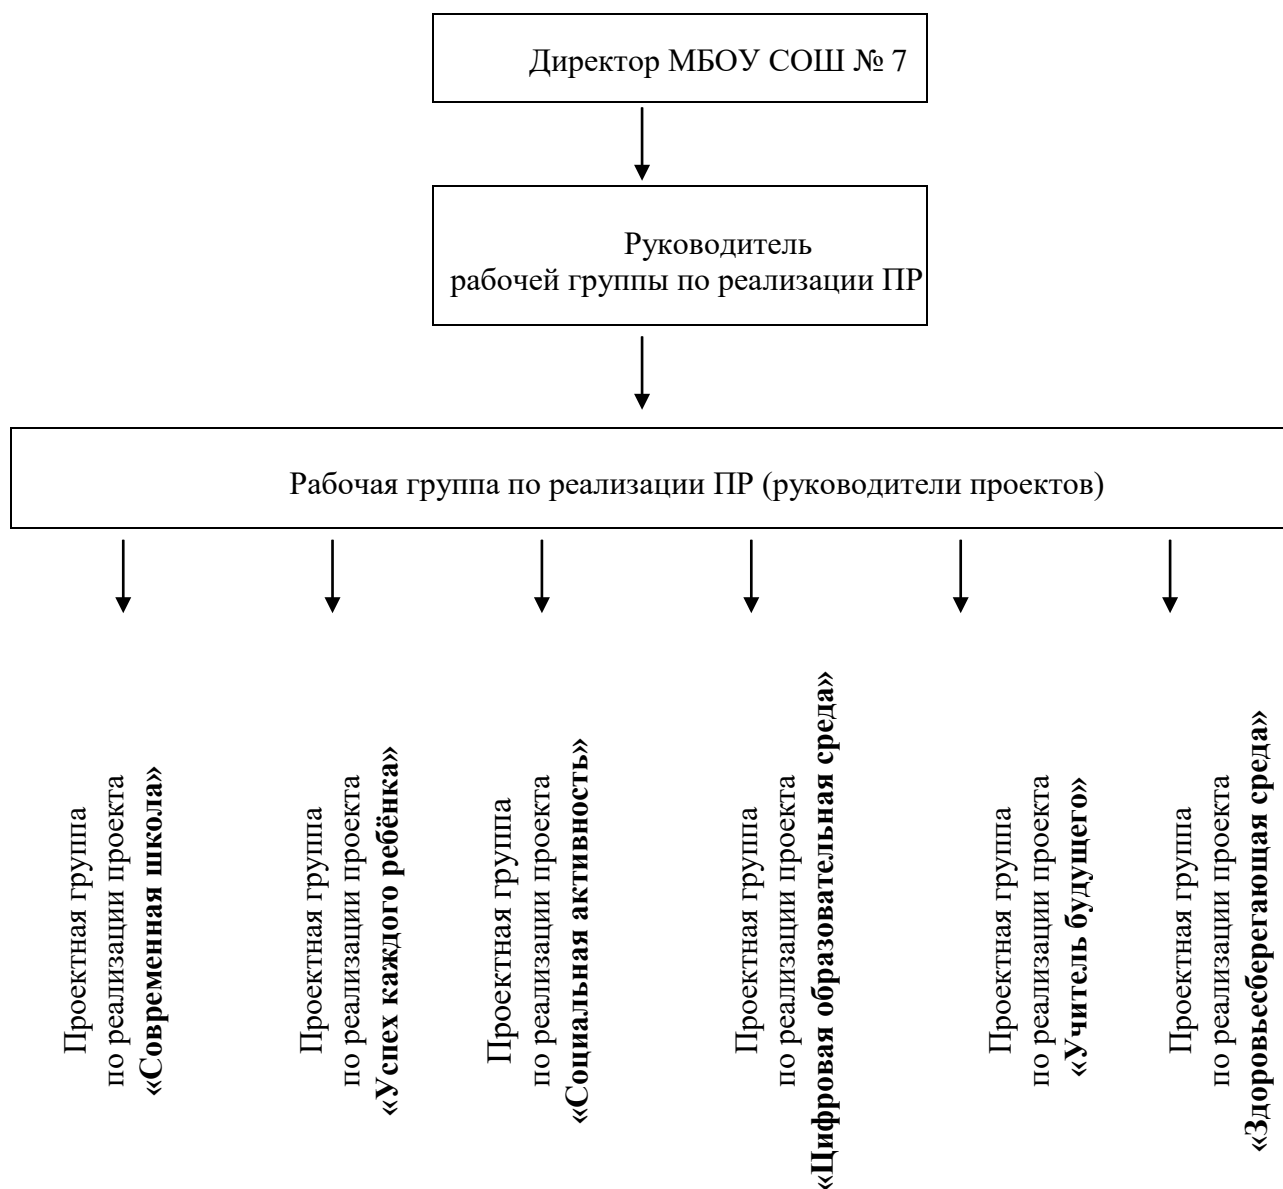 Директор МБОУ СОШ № 7
Руководитель
рабочей группы по реализации ПР
Рабочая группа по реализации ПР (руководители проектов)
Проектная группа
по реализации проекта
«Современная школа»
Проектная группа
по реализации проекта
«Успех каждого ребёнка»
Проектная группа
по реализации проекта
«Социальная активность»
Проектная группа
по реализации проекта
«Цифровая образовательная среда»
Проектная группа
по реализации проекта
«Учитель будущего»
Проектная группа
по реализации проекта
«Здоровьесберегающая среда»